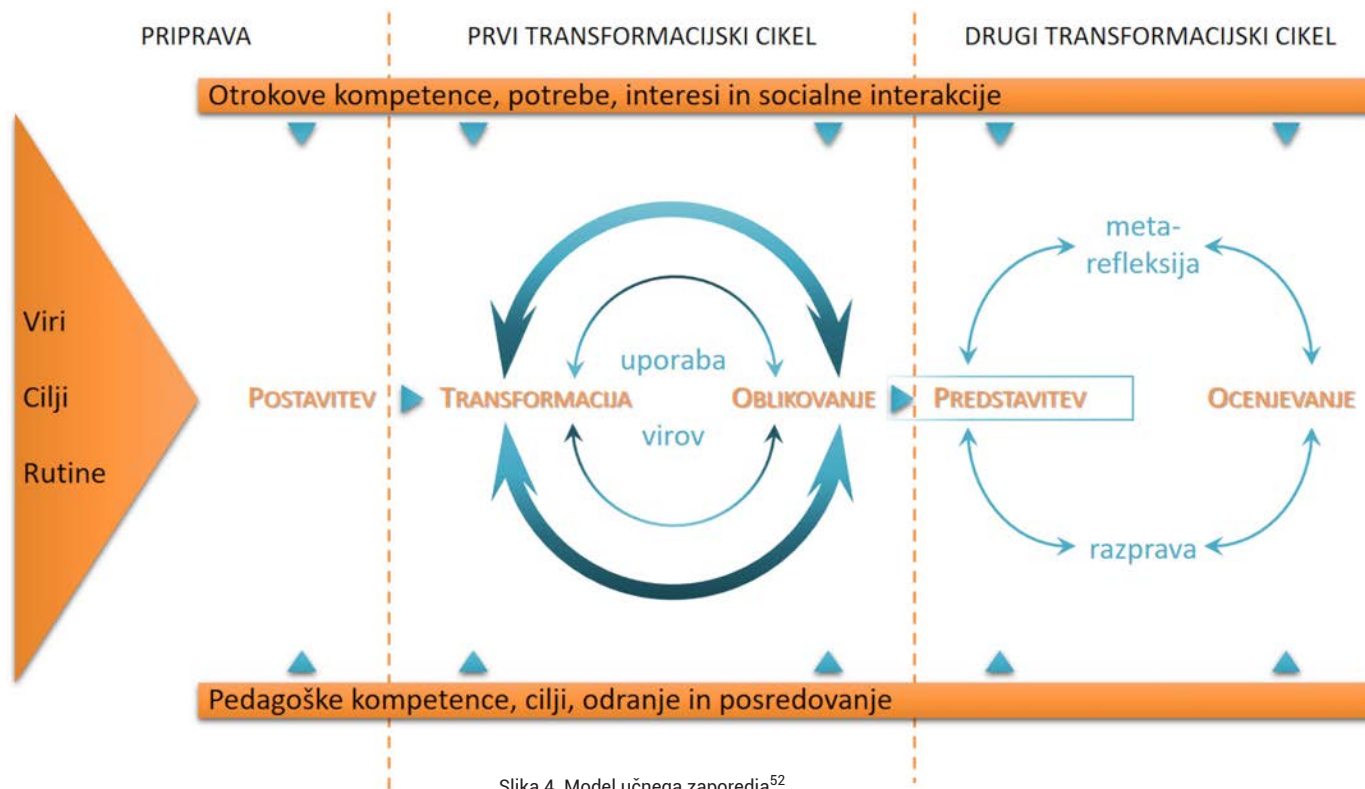 PRIPRAVA
PRVI TRANSFORMACIJSKI CIKEL
DRUGI TRANSFORMACIJSKI CIKEL
Otrokove kompetence, potrebe, interesi in socialne interakcije
Viri
Cilji
Rutine
POSTAVITEV
TRANSFORMACIJA
uporaba
virov
OBLIKOVANJE
PREDSTAVITEV
meta-
refleksija
razprava
OCENJEVANJE
Pedagoške kompetence, cilji, odranje in posredovanje
Slika 4. Model učnega zaporedja52